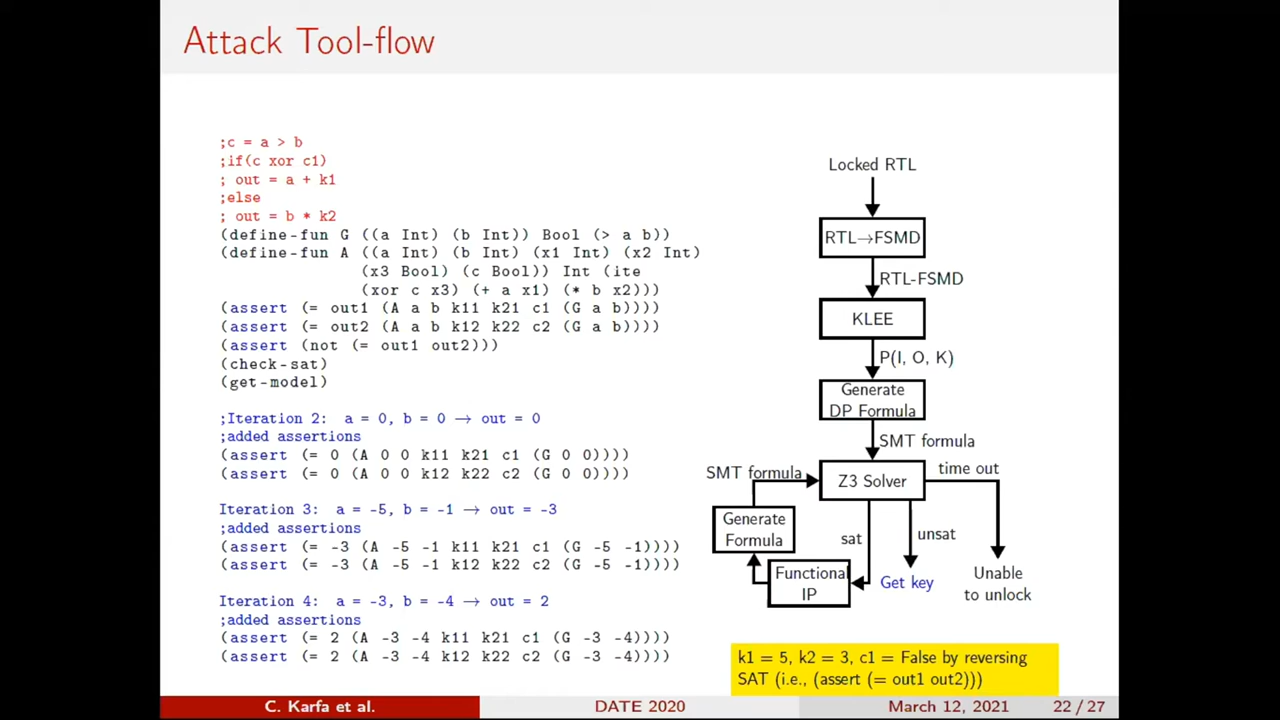 Attack Tool-flow
;c = a > b
;if(c xor c1)
; out = a + k1
;else
; out = b * k2
(define-fun G ((a Int) (b Int)) Bool (> a b))
(define-fun A ((a Int) (b Int) (x1 Int) (x2 Int)
(x3 Bool) (c Bool)) Int (ite
(xor c x3) (+ a x1) (* b x2)))
(assert (= out1 (A a b k11 k21 c1 (G a b))))
(assert (= out2 (A a b k12 k22 c2 (G a b))))
(assert (not (= out1 out2)))
(check-sat)
(get-model)
;Iteration 2: a = 0, b = 0 → out = 0
;added assertions
(assert (= 0 (A 0 0 k11 k21 c1 (G 0 0))))
(assert (= 0 (A 0 0 k12 k22 c2 (G 0 0))))
Iteration 3: a = -5, b = -1 → out = -3
;added assertions
(assert (= -3 (A -5 -1 k11 k21 c1 (G -5 -1))))
(assert (= -3 (A -5 -1 k12 k22 c2 (G -5 -1))))
Iteration 4: a = -3, b = -4 → out = 2
;added assertions
(assert (= 2 (A -3 -4 k11 k21 c1 (G -3 -4))))
(assert (= 2 (A -3 -4 k12 k22 c2 (G -3 -4))))
Locked RTL
RTL→FSMD
RTL-FSMD
KLEE
P(I, O, K)
Generate
DP Formula
SMT formula
SMT formula
Z3 Solver
time out
Generate
Formula
sat
unsat
Functional
IP
Get key
Unable
to unlock
k1 = 5, k2 = 3, c1 = False by reversing
SAT (i.e., (assert (= out1 out2)))
C. Karfa et al.
DATE 2020
March 12, 2021
22 / 27